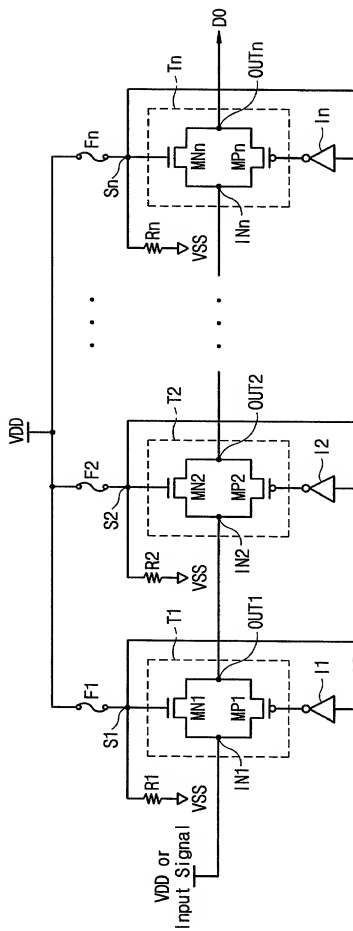 VDD
F1
F2
Fn
S1
S2
Sn
R1
R2
Rn
VSS
VSS
VSS
T1
T2
Tn
MN1
MN2
MNn
MP1
MP2
MPn
VDD or
Input Signal
IN1
OUT1
IN2
OUT2
INn
OUTn
DO
I1
I2
In